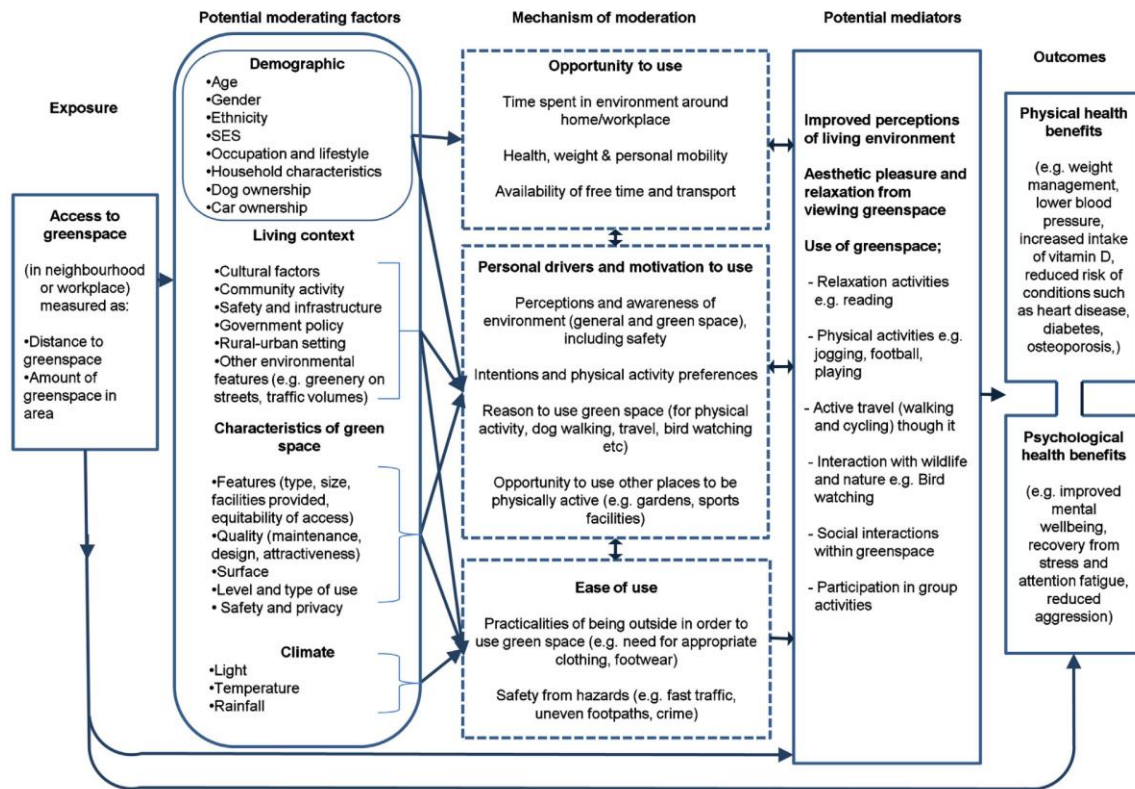 Exposure
Access to
greenspace
(in neighbourhood
or workplace)
measured as:
•Distance to
greenspace
•Amount of
greenspace in
area
Potential moderating factors
Demographic
•Age
•Gender
•Ethnicity
•SES
•Occupation and lifestyle
•Household characteristics
•Dog ownership
•Car ownership
Living context
•Cultural factors
•Community activity
•Safety and infrastructure
•Government policy
•Rural-urban setting
•Other environmental
features (e.g. greenery on
streets, traffic volumes)
Characteristics of green
space
•Features (type, size,
facilities provided,
equitability of access)
•Quality (maintenance,
design, attractiveness)
•Surface
•Level and type of use
• Safety and privacy
Climate
•Light
•Temperature
•Rainfall
Mechanism of moderation
Opportunity to use
Time spent in environment around
home/workplace
Health, weight & personal mobility
Availability of free time and transport
Personal drivers and motivation to use
Perceptions and awareness of
environment (general and green space),
including safety
Intentions and physical activity preferences
Reason to use green space (for physical
activity, dog walking, travel, bird watching
etc)
Opportunity to use other places to be
physically active (e.g. gardens, sports
facilities)
Ease of use
Practicalities of being outside in order to
use green space (e.g. need for appropriate
clothing, footwear)
Safety from hazards (e.g. fast traffic,
uneven footpaths, crime)
Potential mediators
Improved perceptions
of living environment
Aesthetic pleasure and
relaxation from
viewing greenspace
Use of greenspace;
- Relaxation activities
e.g. reading
- Physical activities e.g.
jogging, football,
playing
- Active travel (walking
and cycling) though it
- Interaction with wildlife
and nature e.g. Bird
watching
- Social interactions
within greenspace
- Participation in group
activities
Outcomes
Physical health
benefits
(e.g. weight
management,
lower blood
pressure,
increased intake
of vitamin D,
reduced risk of
conditions such
as heart disease,
diabetes,
osteoporosis,)
Psychological
health benefits
(e.g. improved
mental
wellbeing,
recovery from
stress and
attention fatigue,
reduced
aggression)